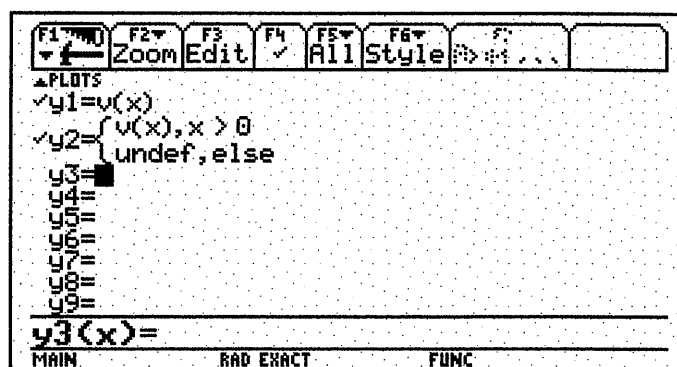 F1 F2 F3 F4 F5 F6 F7
Zoom Edit ✓ All Style
PLOTS
✓y1=v(x)
✓y2={v(x),x>0
undef,else
y3=
y4=
y5=
y6=
y7=
y8=
y9=
y3(x)=
MAIN RAD EXACT FUNC